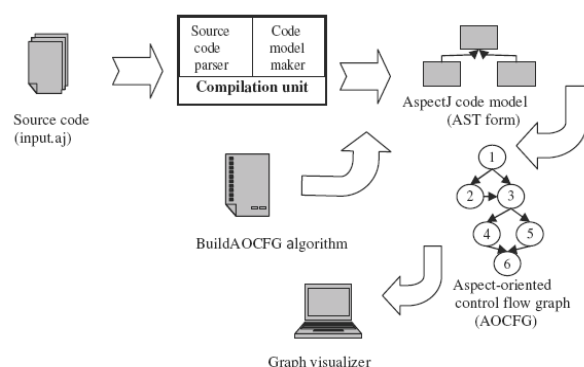 Source
code
parser
Code
model
maker
Compilation unit
Source code
(input.aj)
AspectJ code model
(AST form)
BuildAOCFG algorithm
1
2
3
4
5
6
Aspect-oriented
control flow graph
(AOCFG)
Graph visualizer